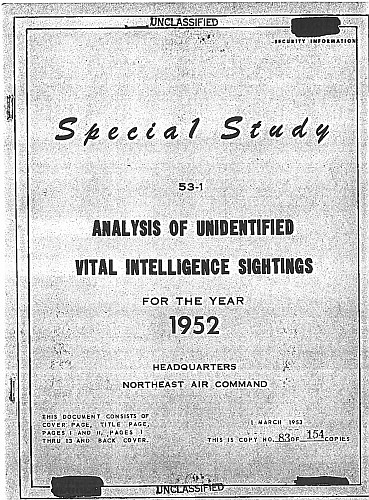 UNCLASSIFIED
SECURITY INFORMATION
Special Study
53-1
ANALYSIS OF UNIDENTIFIED
VITAL INTELLIGENCE SIGHTINGS
FOR THE YEAR
1952
HEADQUARTERS
NORTHEAST AIR COMMAND
THIS DOCUMENT CONSISTS OF
COVER PAGE, TITLE PAGE,
PAGES I AND II, PAGES 1
THRU 13 AND BACK COVER.
1 MARCH 1953
THIS IS COPY NO. 83 OF 154 COPIES
UNCLASSIFIED